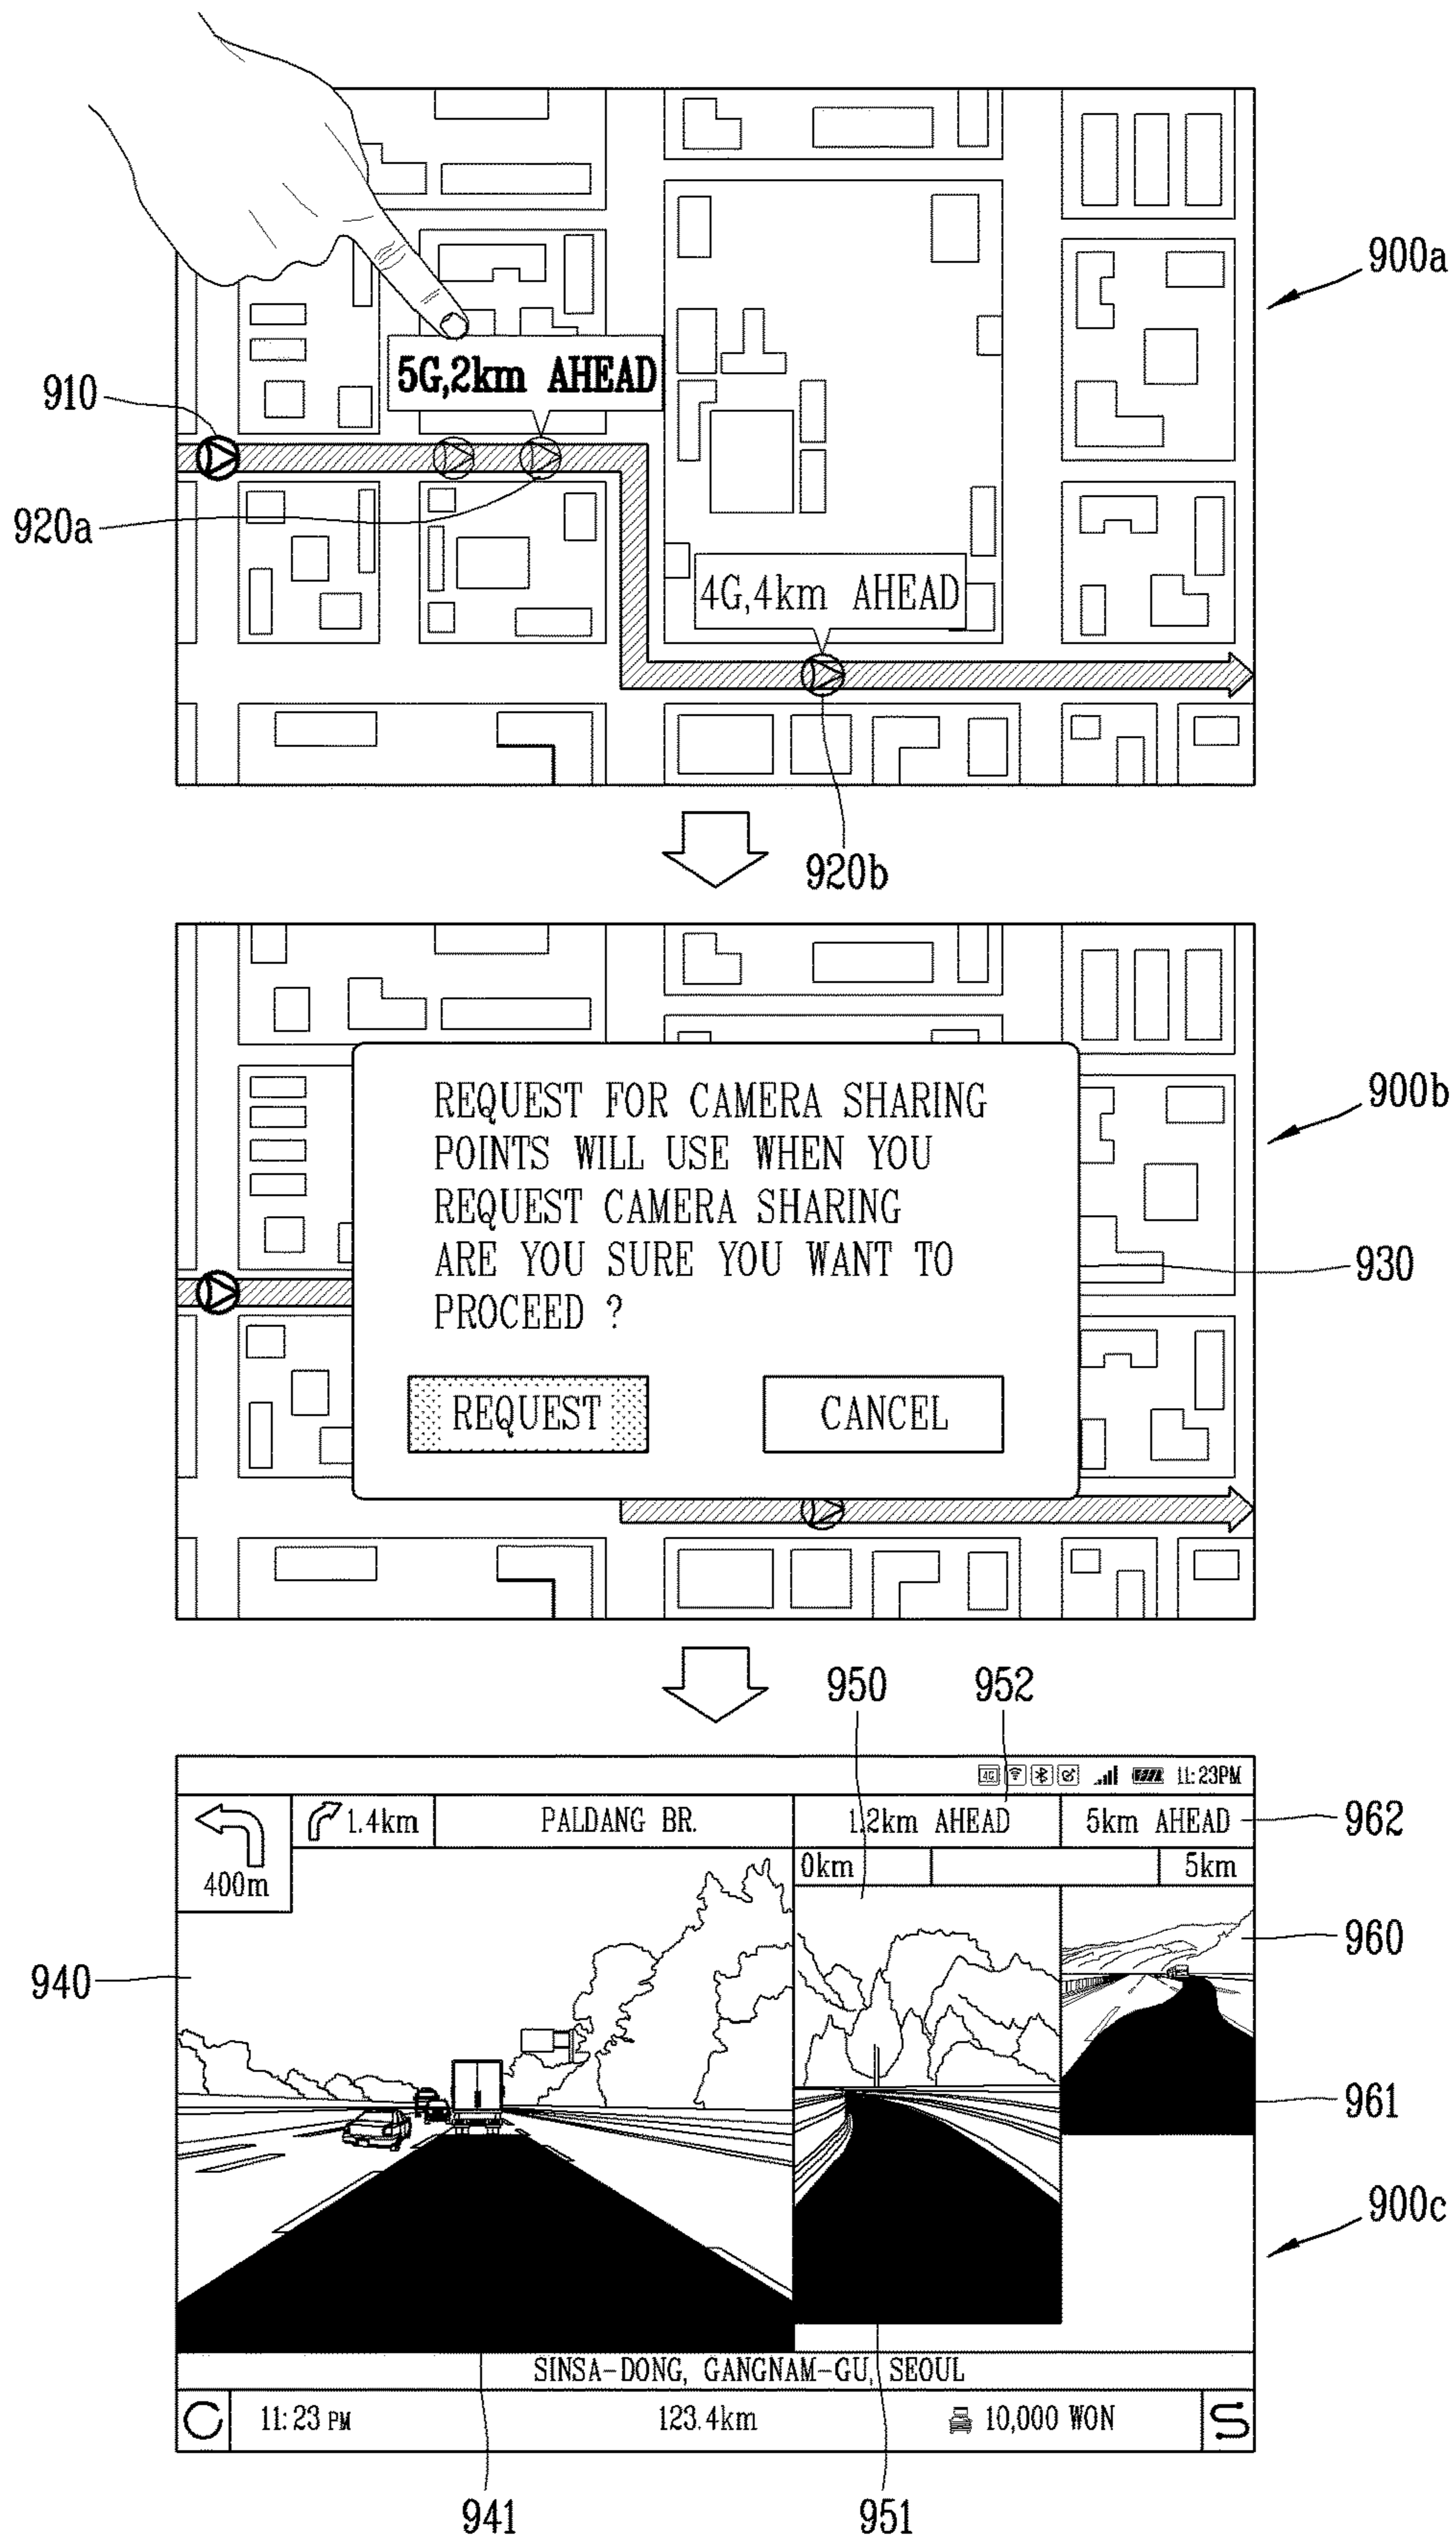 900a
5G,2km AHEAD
910
920a
4G,4km AHEAD
920b
REQUEST FOR CAMERA SHARING
POINTS WILL USE WHEN YOU
REQUEST CAMERA SHARING
ARE YOU SURE YOU WANT TO
PROCEED ?
REQUEST CANCEL
900b
930
950 952
4G 11:23PM
400m
1.4km PALDANG BR. 1.2km AHEAD 5km AHEAD 962
0km 5km
940
960
961
900c
SINSA-DONG, GANGNAM-GU, SEOUL
11:23 PM 123.4km 10,000 WON
941 951